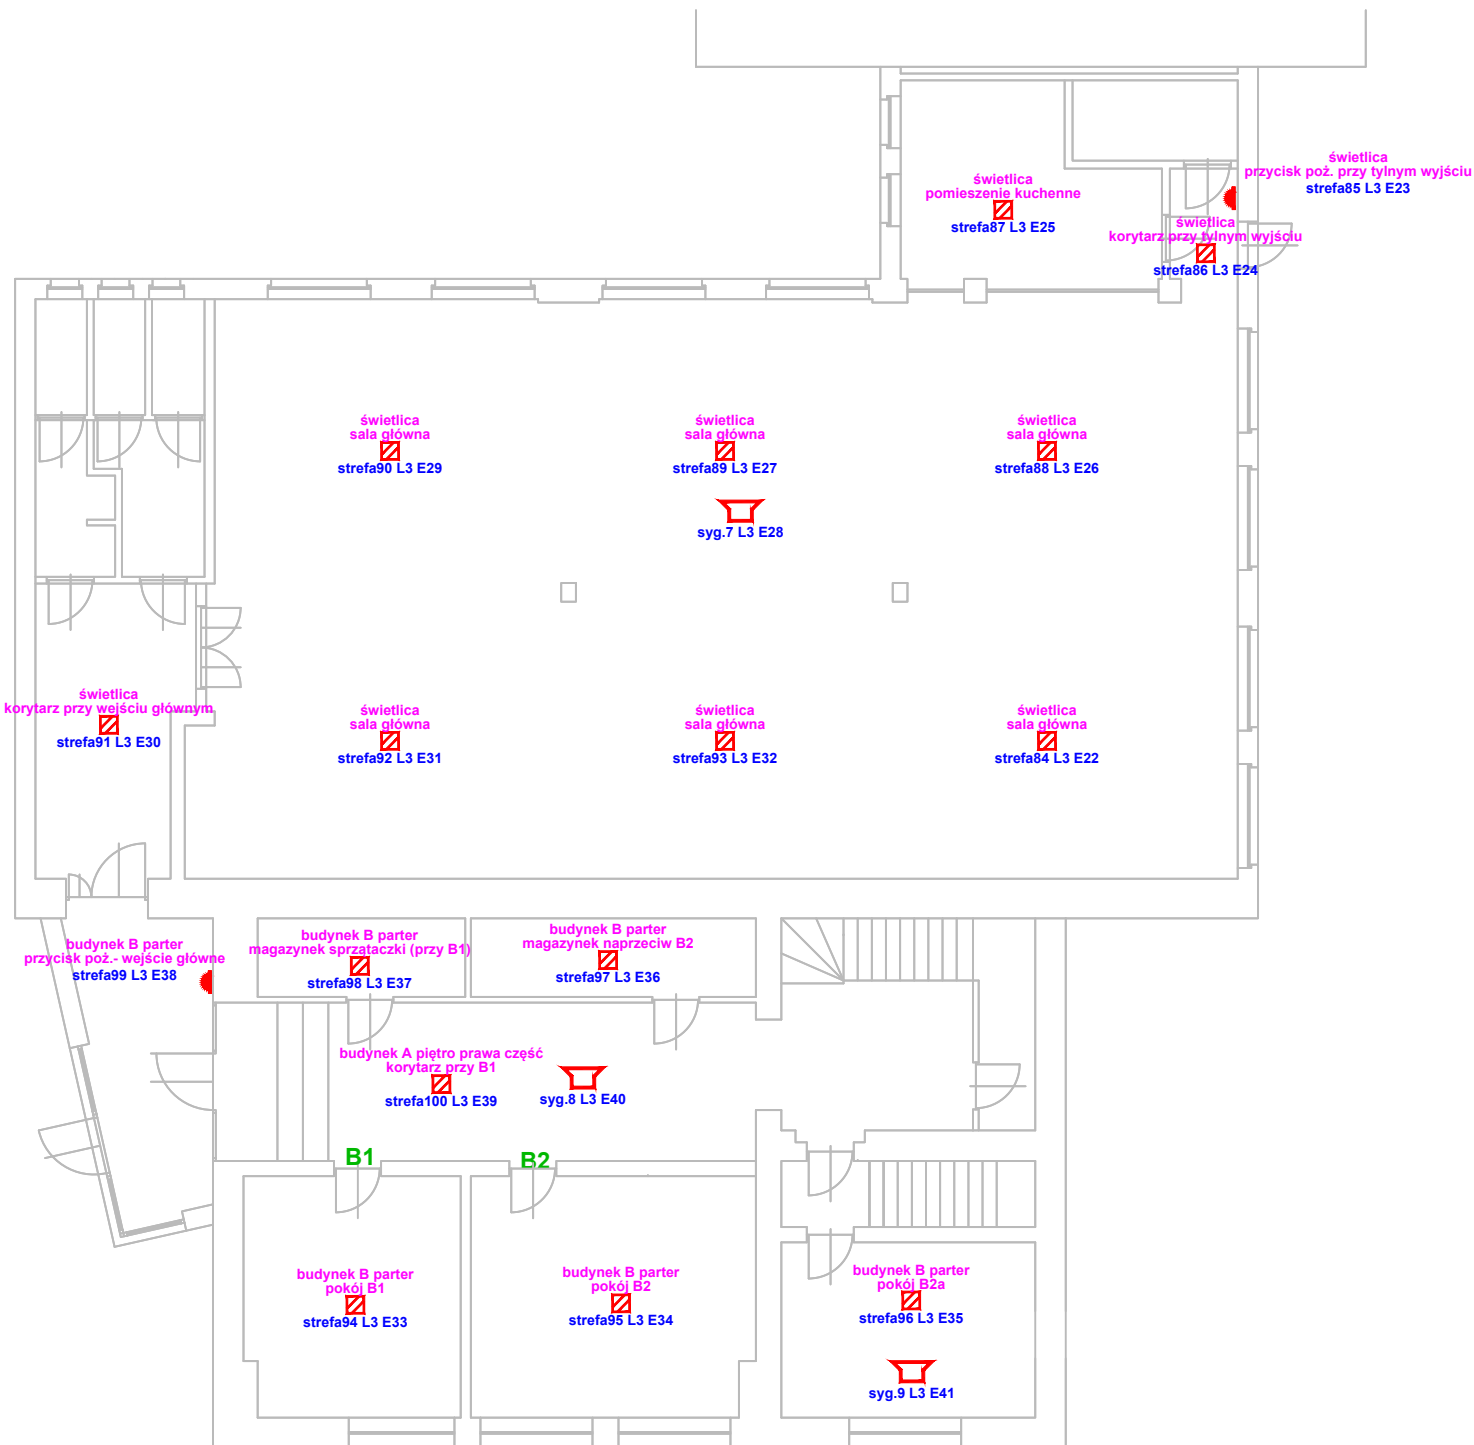 świetlica
przycisk poż. przy tylnym wyjściu
strefa85 L3 E23
świetlica
pomieszenie kuchenne
strefa87 L3 E25
świetlica
korytarz przy tylnym wyjściu
strefa86 L3 E24
świetlica
sala główna
strefa90 L3 E29
świetlica
sala główna
strefa89 L3 E27
świetlica
sala główna
strefa88 L3 E26
syg.7 L3 E28
świetlica
korytarz przy wejściu głównym
strefa91 L3 E30
świetlica
sala główna
strefa92 L3 E31
świetlica
sala główna
strefa93 L3 E32
świetlica
sala główna
strefa84 L3 E22
budynek B parter
przycisk poż.- wejście główne
strefa99 L3 E38
budynek B parter
magazynek sprzątaczki (przy B1)
strefa98 L3 E37
budynek B parter
magazynek naprzeciw B2
strefa97 L3 E36
budynek A piętro prawa część
korytarz przy B1
strefa100 L3 E39
syg.8 L3 E40
B1
B2
budynek B parter
pokój B1
strefa94 L3 E33
budynek B parter
pokój B2
strefa95 L3 E34
budynek B parter
pokój B2a
strefa96 L3 E35
syg.9 L3 E41